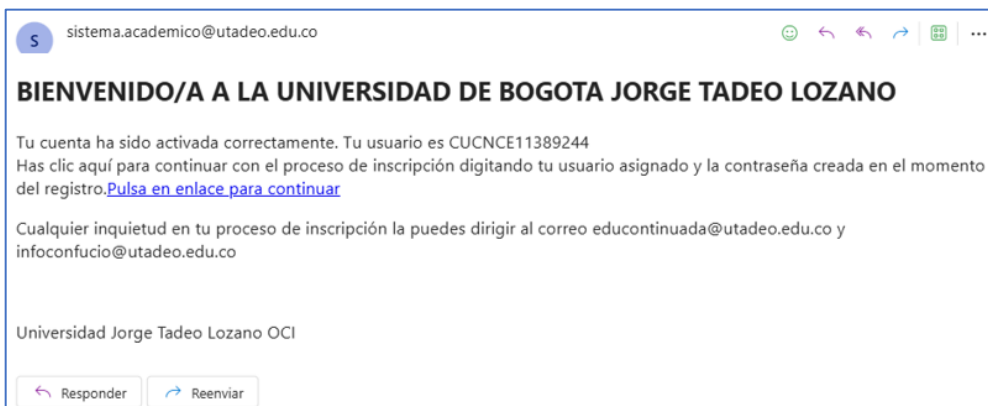 S
sistema.academico@utadeo.edu.co
BIENVENIDO/A A LA UNIVERSIDAD DE BOGOTA JORGE TADEO LOZANO
Tu cuenta ha sido activada correctamente. Tu usuario es CUCNCE11389244
Has clic aquí para continuar con el proceso de inscripción digitando tu usuario asignado y la contraseña creada en el momento
del registro.Pulsa en enlace para continuar
Cualquier inquietud en tu proceso de inscripción la puedes dirigir al correo educontinuada@utadeo.edu.co y
infoconfucio@utadeo.edu.co
Universidad Jorge Tadeo Lozano OCI
Responder Reenviar